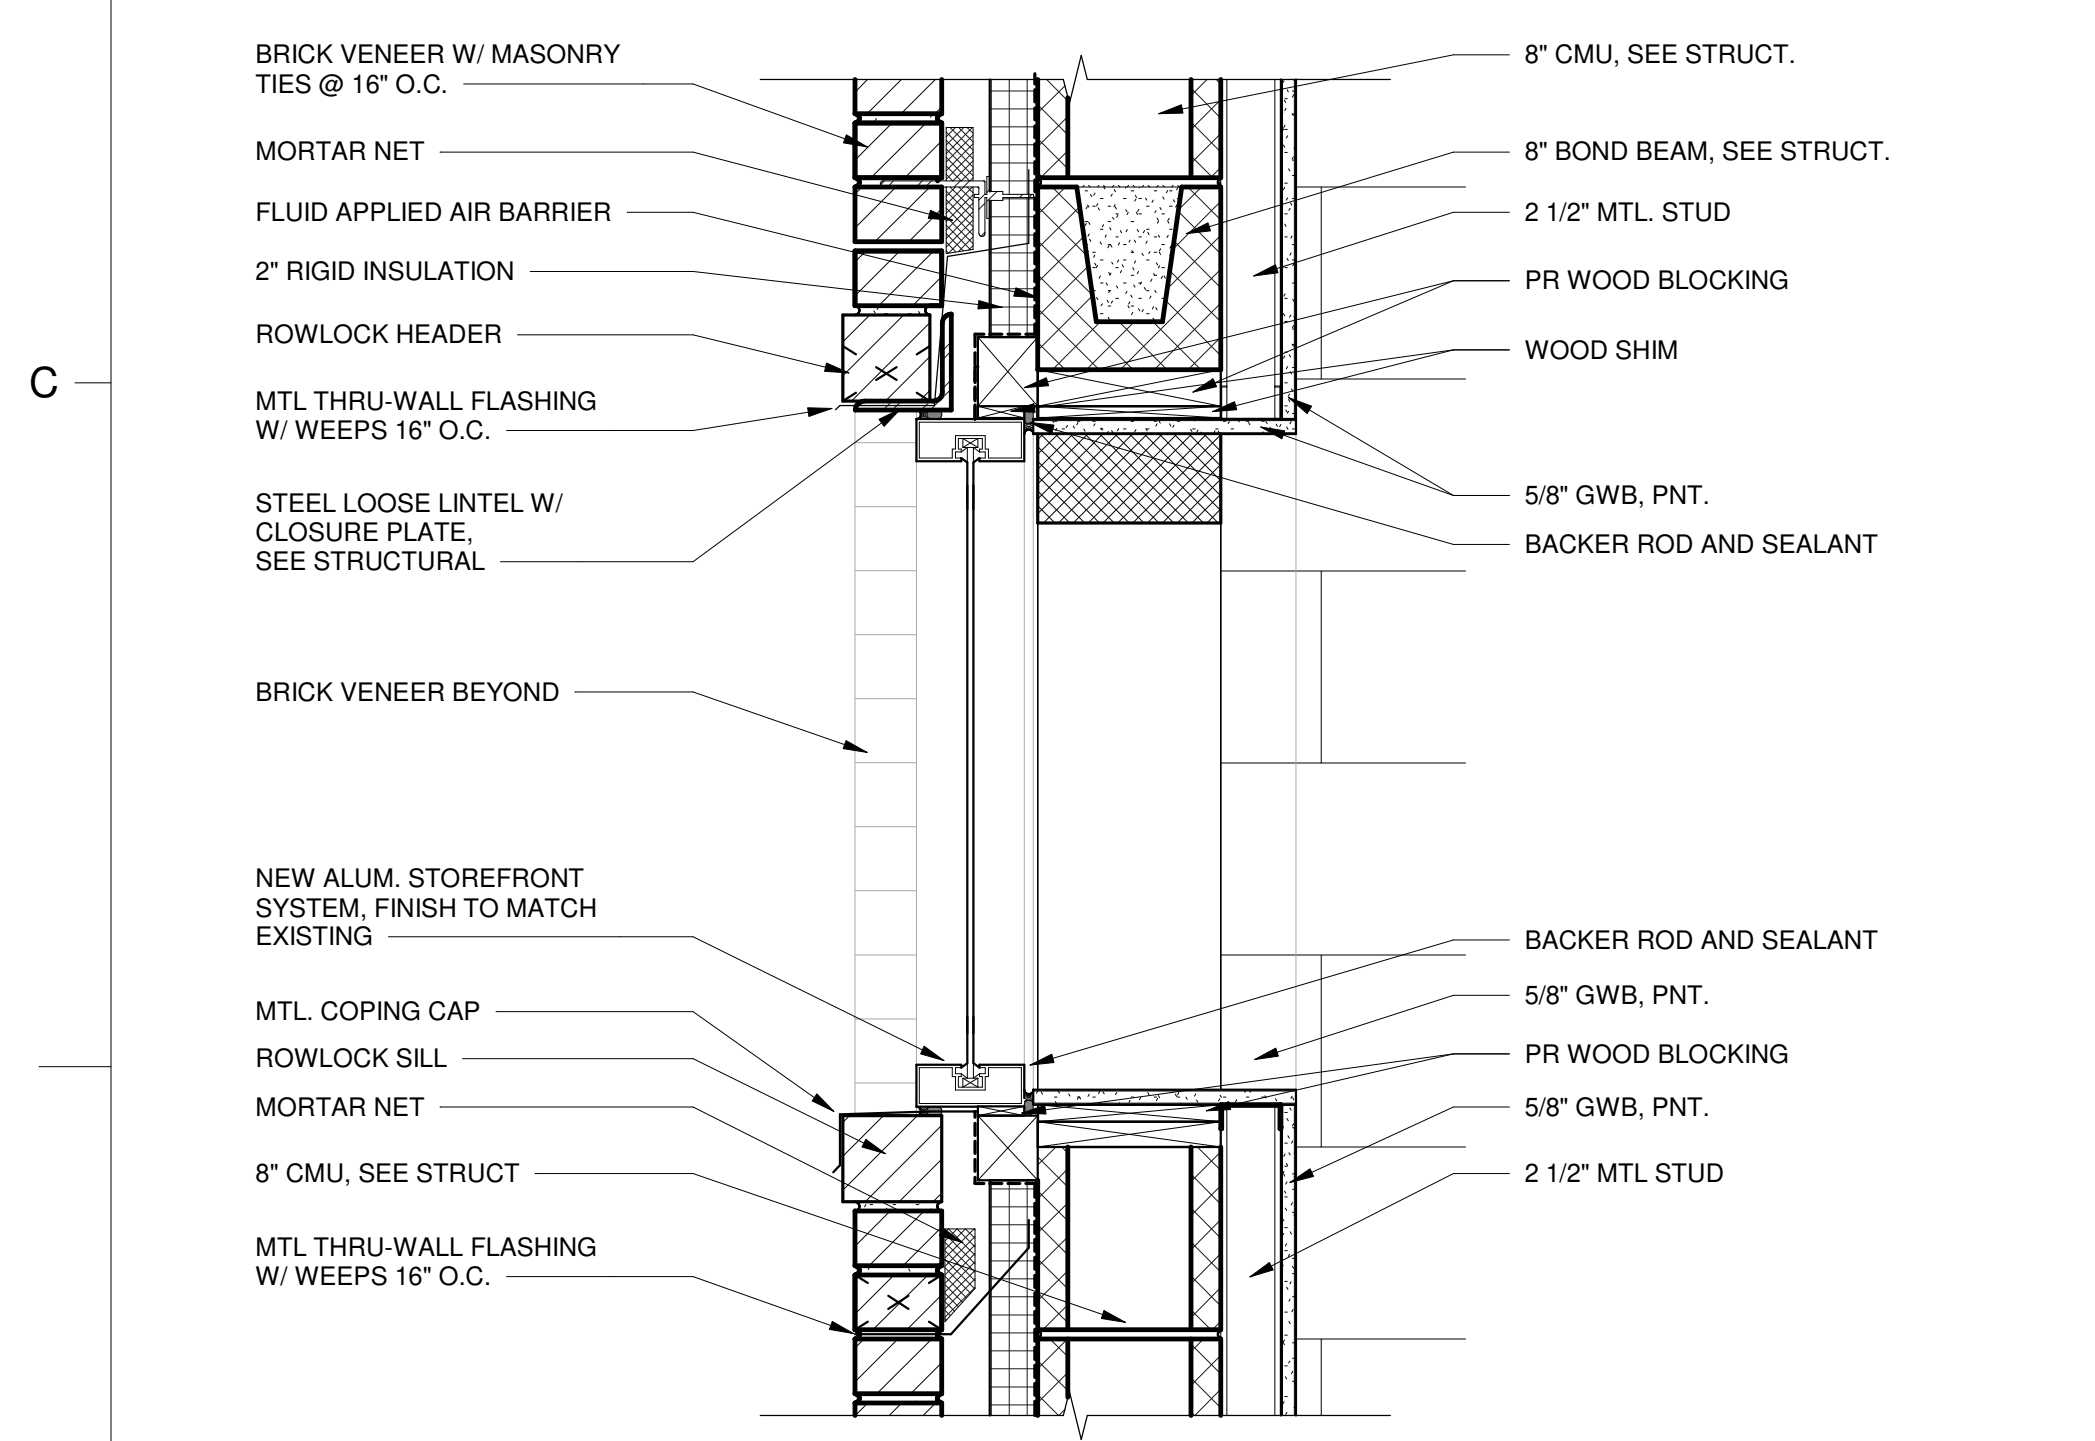 BRICK VENEER W/ MASONRY
TIES @ 16" O.C.
MORTAR NET
FLUID APPLIED AIR BARRIER
2" RIGID INSULATION
ROWLOCK HEADER
C
MTL THRU-WALL FLASHING
W/ WEEPS 16" O.C.
STEEL LOOSE LINTEL W/
CLOSURE PLATE,
SEE STRUCTURAL
BRICK VENEER BEYOND
NEW ALUM. STOREFRONT
SYSTEM, FINISH TO MATCH
EXISTING
MTL. COPING CAP
ROWLOCK SILL
MORTAR NET
8" CMU, SEE STRUCT
MTL THRU-WALL FLASHING
W/ WEEPS 16" O.C.
8" CMU, SEE STRUCT.
8" BOND BEAM, SEE STRUCT.
2 1/2" MTL. STUD
PR WOOD BLOCKING
WOOD SHIM
5/8" GWB, PNT.
BACKER ROD AND SEALANT
BACKER ROD AND SEALANT
5/8" GWB, PNT.
PR WOOD BLOCKING
5/8" GWB, PNT.
2 1/2" MTL STUD